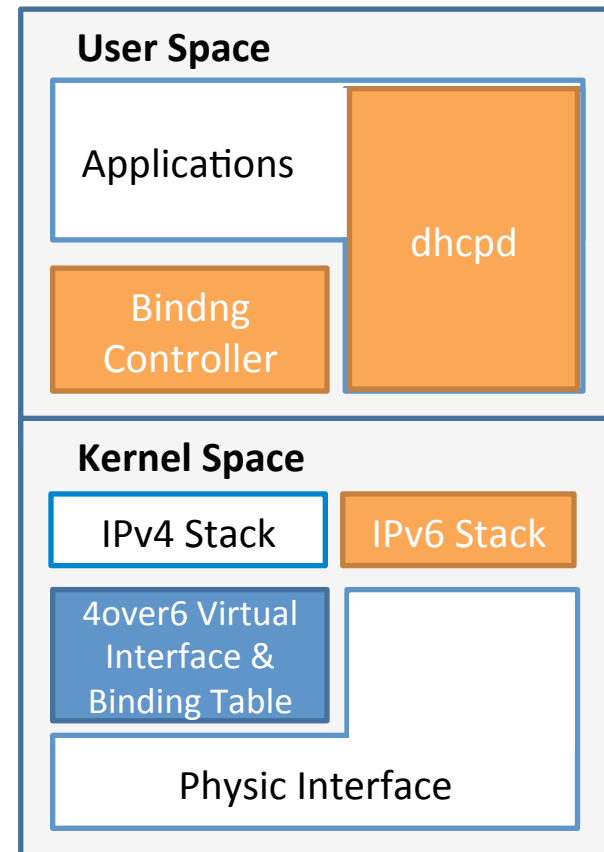 User Space
Applications
dhcpd
Bindng
Controller
Kernel Space
IPv4 Stack
IPv6 Stack
4over6 Virtual
Interface &
Binding Table
Physic Interface